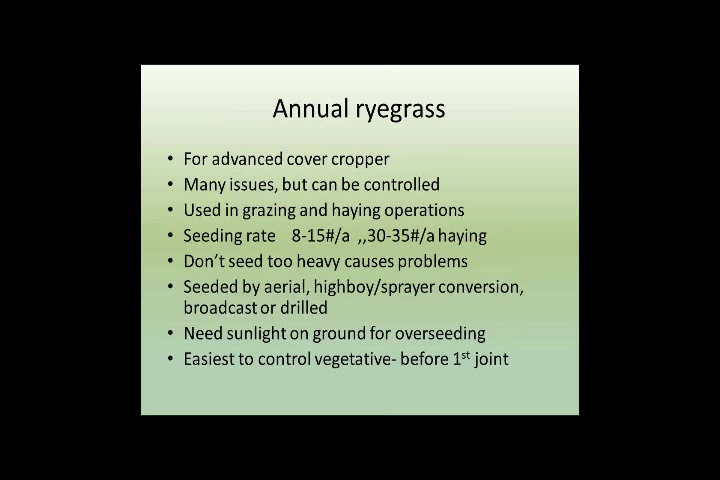 Annual ryegrass
• For advanced cover cropper
• Many issues, but can be controlled
• Used in grazing and haying operations
• Seeding rate 8-15#/a ,,30-35#/a haying
• Don't seed too heavy causes problems
• Seeded by aerial, highboy/sprayer conversion,
broadcast or drilled
• Need sunlight on ground for overseeding
• Easiest to control vegetative- before 1st joint